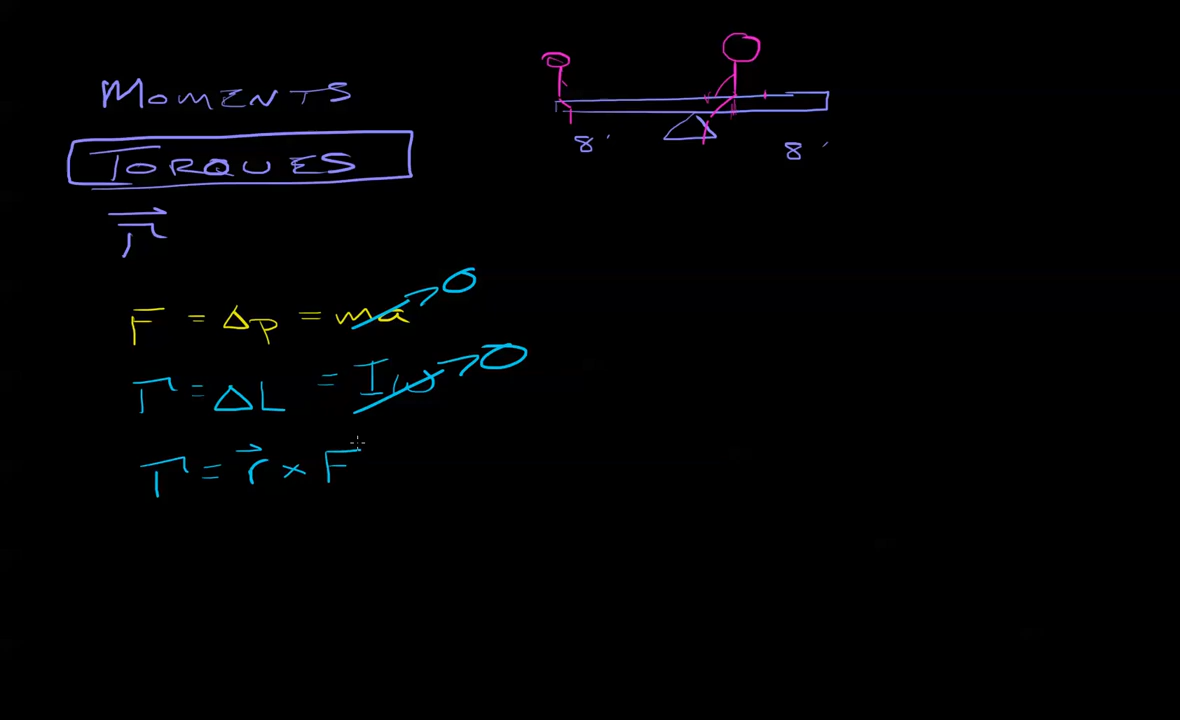 MOMENTS
TORQUES
τ⃗
8'
8'
F = ΔP = ma → 0
τ = ΔL = Iω → 0
τ = r⃗ × F